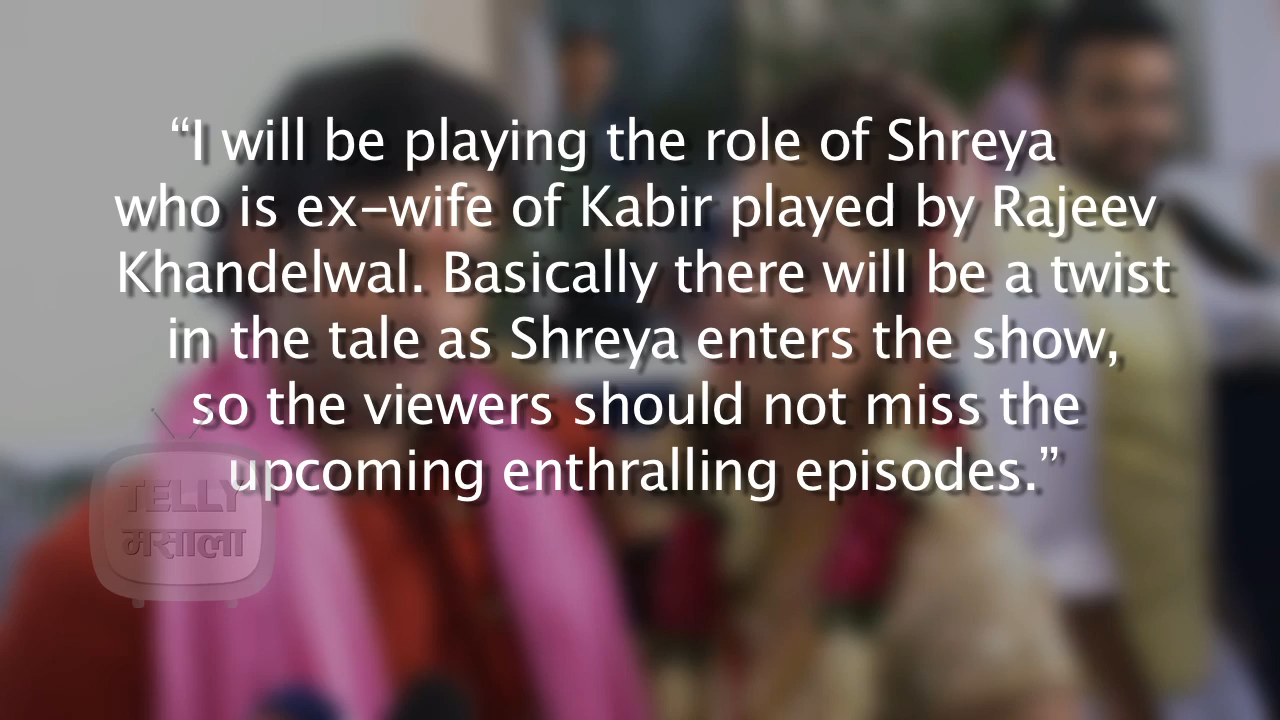 “I will be playing the role of Shreya
who is ex-wife of Kabir played by Rajeev
Khandelwal. Basically there will be a twist
in the tale as Shreya enters the show,
so the viewers should not miss the
upcoming enthralling episodes.”
TELLY
मसाला